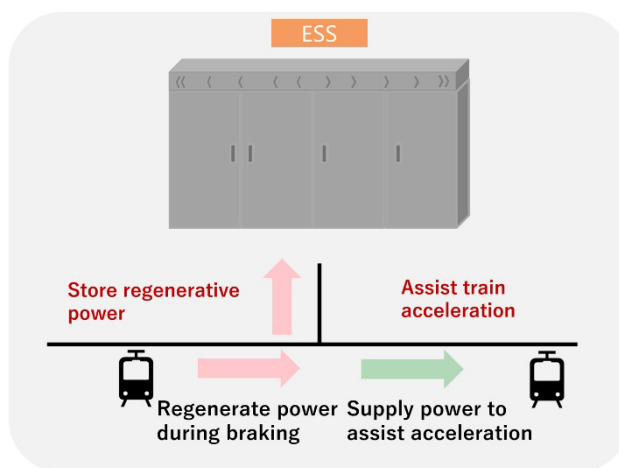 ESS
Store regenerative
power
Assist train
acceleration
Regenerate power
during braking
Supply power to
assist acceleration